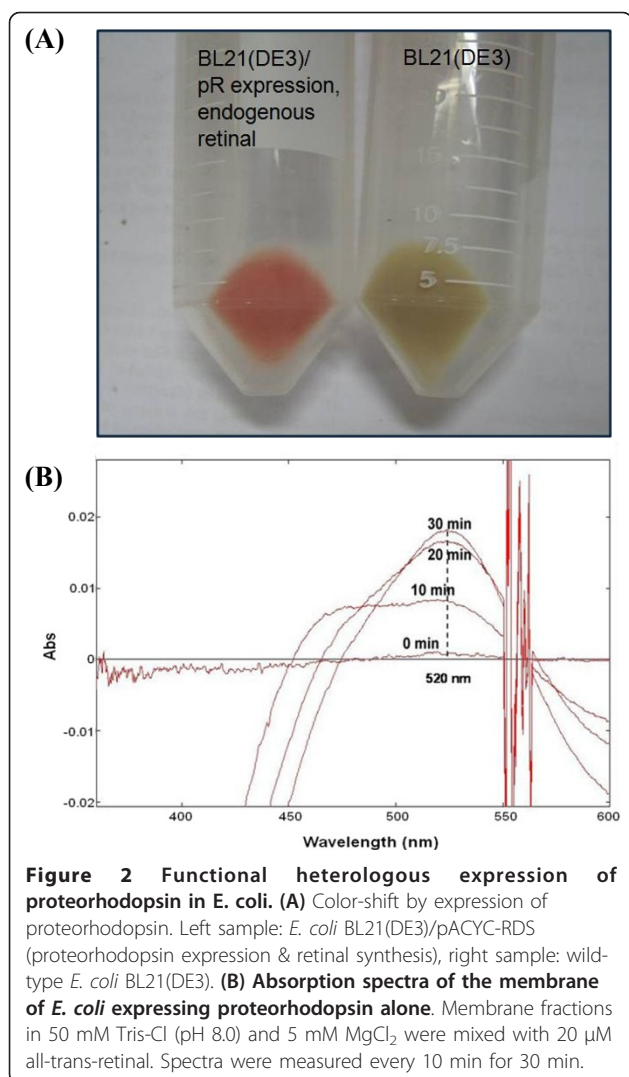 (A)
BL21(DE3)/
pR expression,
endogenous
retinal
BL21(DE3)
15
10
7.5
5
(B)
0.02
0.01
0
-0.01
-0.02
Abs
30 min
20 min
10 min
0 min
520 nm
400
450
500
550
600
Wavelength (nm)
Figure 2 Functional heterologous expression of
proteorhodopsin in E. coli. (A) Color-shift by expression of
proteorhodopsin. Left sample: E. coli BL21(DE3)/pACYC-RDS
(proteorhodopsin expression & retinal synthesis), right sample: wild-
type E. coli BL21(DE3). (B) Absorption spectra of the membrane
of E. coli expressing proteorhodopsin alone. Membrane fractions
in 50 mM Tris-Cl (pH 8.0) and 5 mM MgCl₂ were mixed with 20 μM
all-trans-retinal. Spectra were measured every 10 min for 30 min.